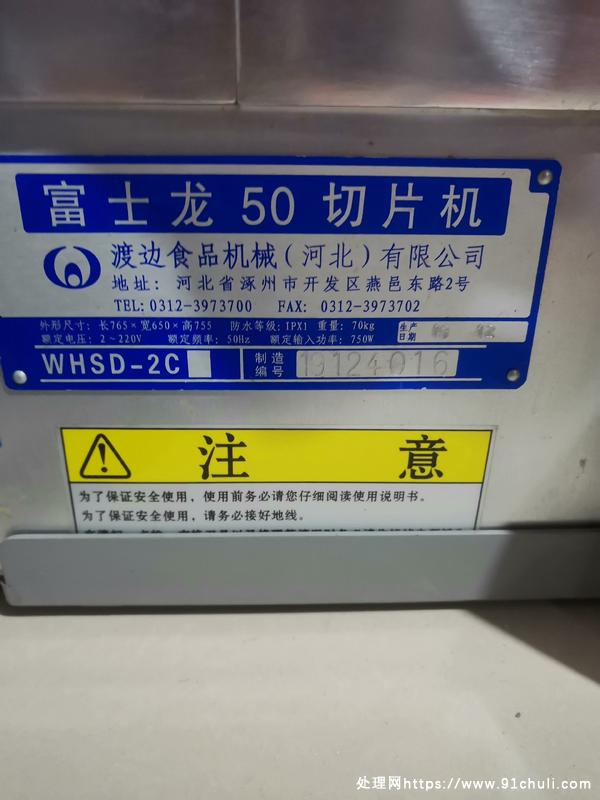 富士龙 50 切片机
渡边食品机械(河北)有限公司
地址: 河北省涿州市开发区燕邑东路2号
TEL: 0312-3973700 FAX: 0312-3973702
外形尺寸: 长765×宽650×高755 防水等级: IPX1 重量: 70kg 生产日期
额定电压: 2~220V 额定频率: 50Hz 额定输入功率: 750W
WHSD-2C 制造编号 19124016
注意
为了保证安全使用，使用前务必请您仔细阅读使用说明书。
为了保证安全使用，请务必接好地线。
处理网https://www.91chuli.com